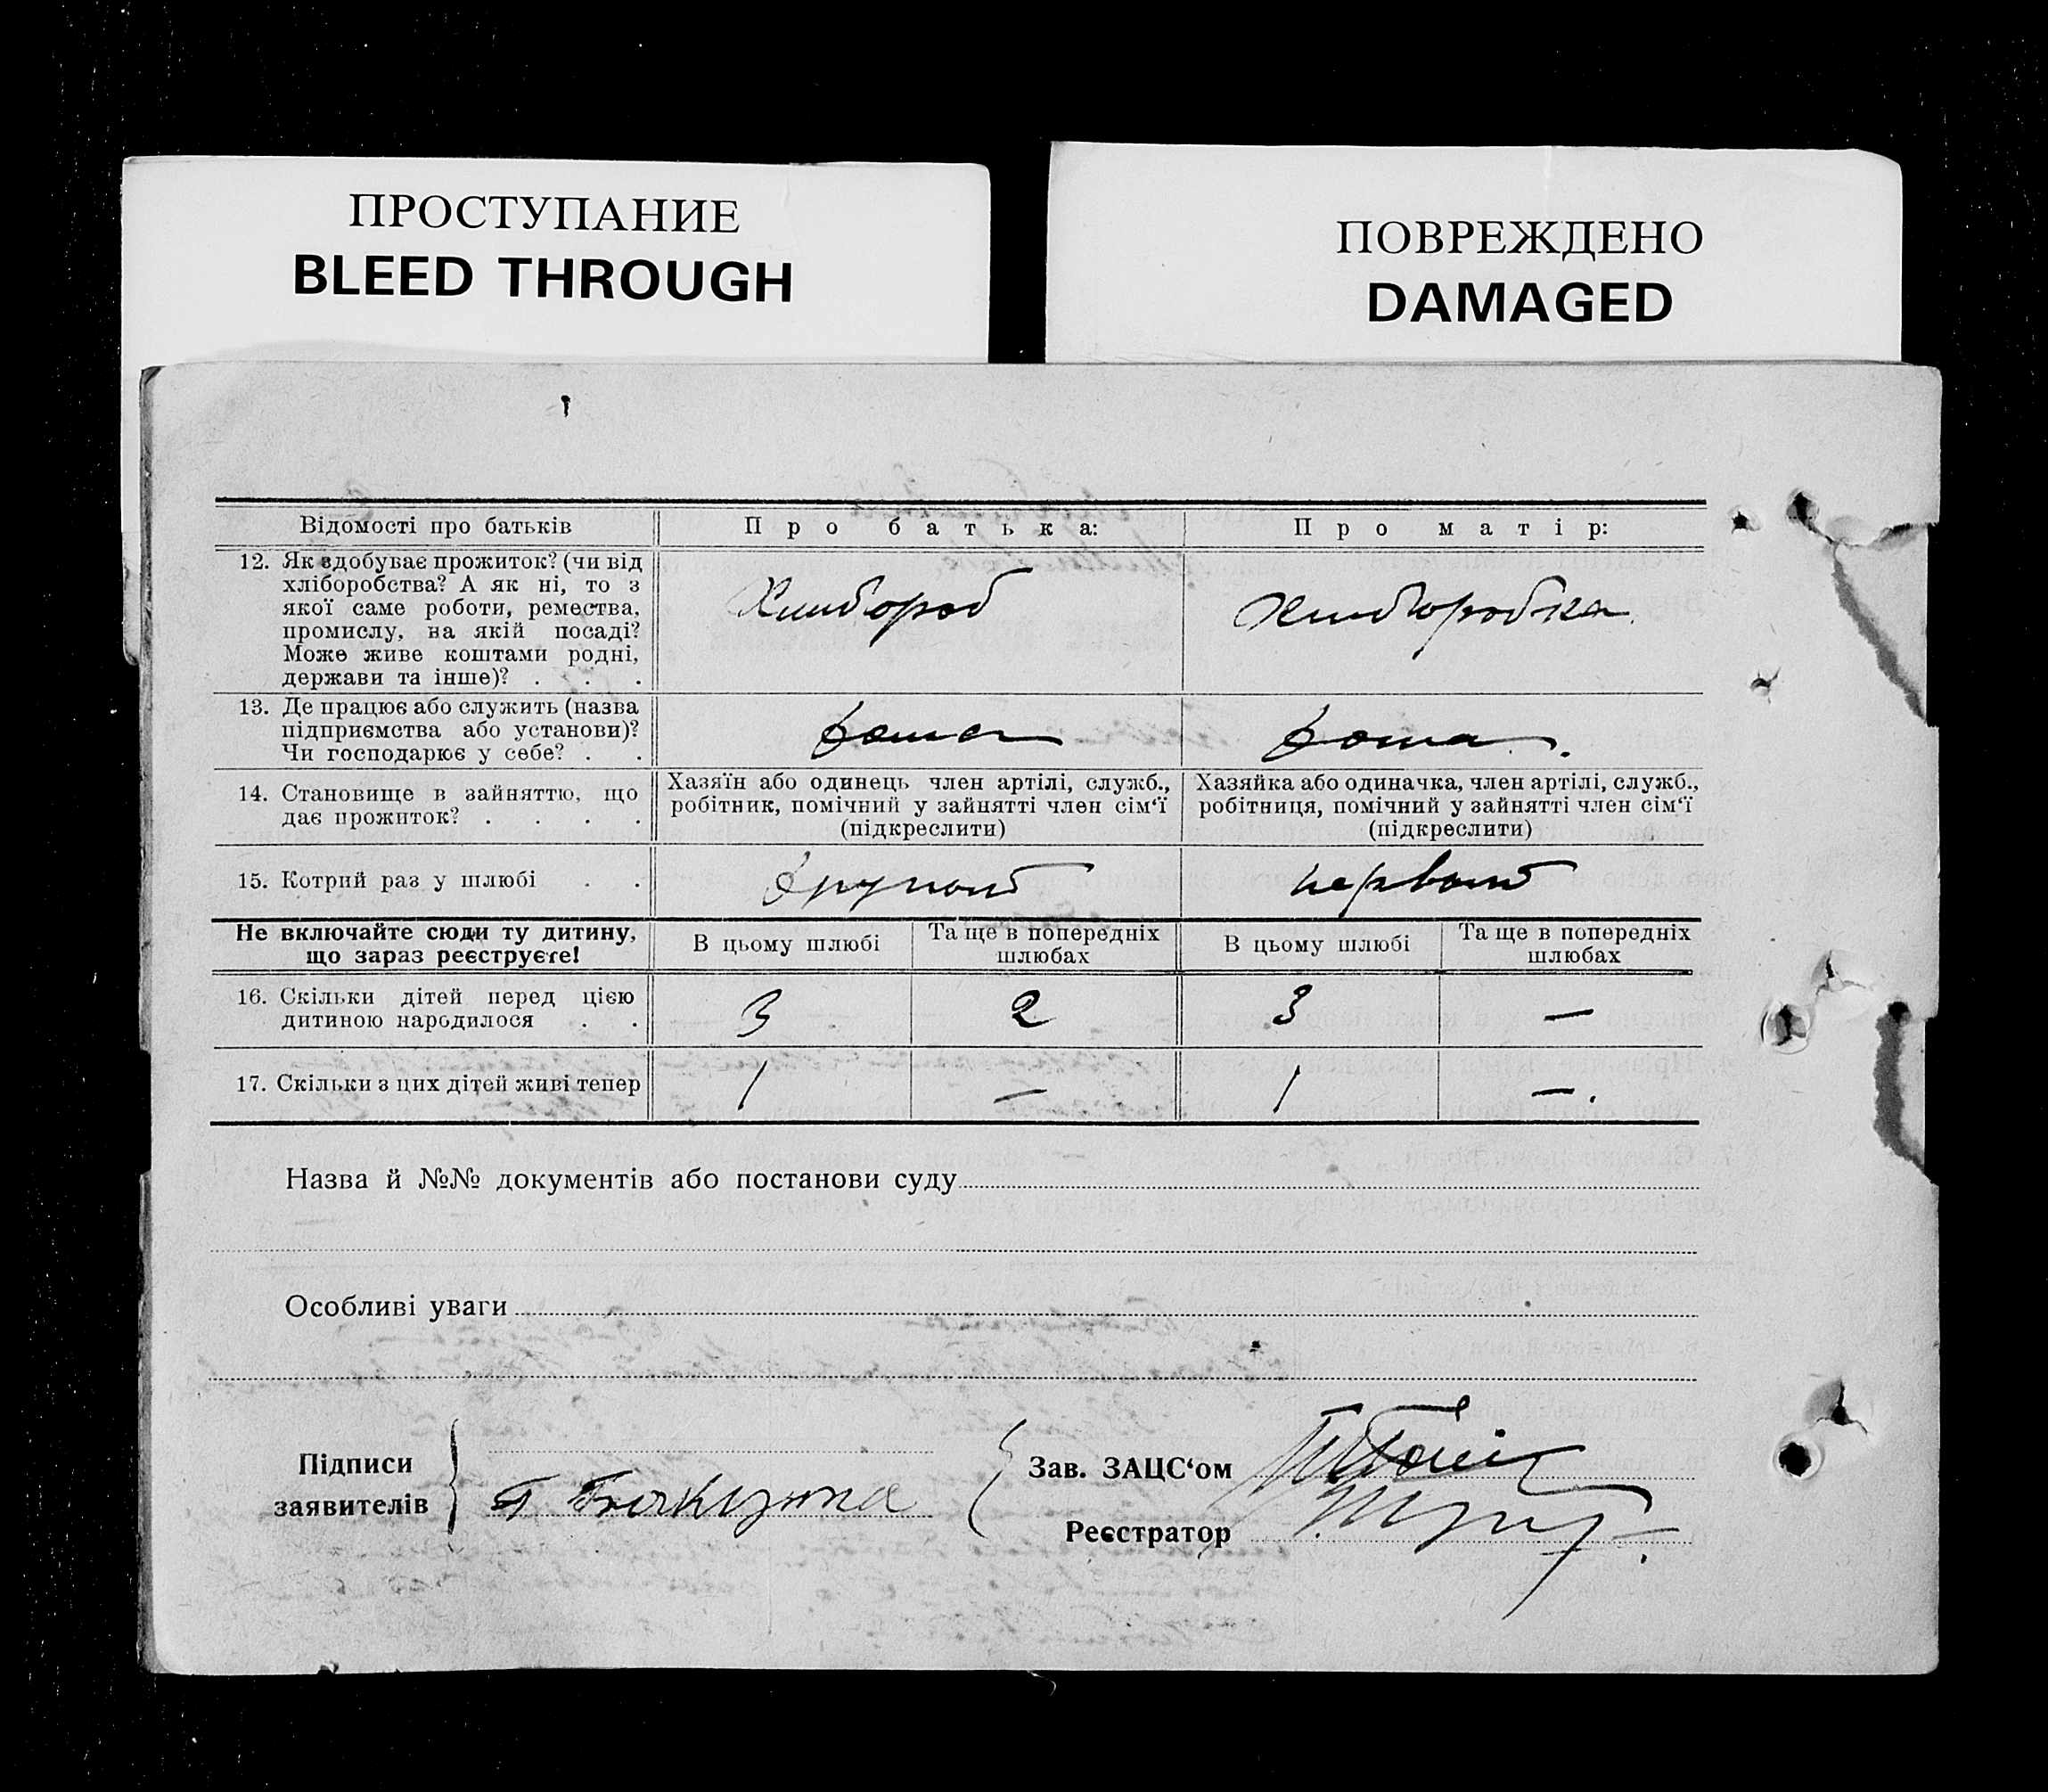 ПРОСТУПАНИЕ
BLEED THROUGH
ПОВРЕЖДЕНО
DAMAGED
Відомості про батьків
Про батька:
Про матір:
12. Як здобуває прожиток? (чи від
хліборобства? А як ні, то з
якої саме роботи, ремества,
промислу, на якій посаді?
Може живе коштами родні,
держави та інше)? . . .
Хлибороб
Хлиборобка
13. Де працює або служить (назва
підприємства або установи)?
Чи господарює у себе? . .
дома
дома.
14. Становище в зайняттю, що
дає прожиток? . . . .
Хазяїн або одинець член артілі, служб.,
робітник, помічний у зайнятті член сім‘ї
(підкреслити)
Хазяйка або одиначка, член артілі, служб.,
робітниця, помічний у зайнятті член сім‘ї
(підкреслити)
15. Котрий раз у шлюбі . .
другий
первый
Не включайте сюди ту дитину,
що зараз реєструєте!
В цьому шлюбі
Та ще в попередніх
шлюбах
В цьому шлюбі
Та ще в попередніх
шлюбах
16. Скільки дітей перед цією
дитиною народилося . .
3
2
3
—
17. Скільки з цих дітей живі тепер
1
—
1
—.
Назва й №№ документів або постанови суду
Особливі уваги
Підписи
заявителів
Зав. ЗАЦС‘ом
Реєстратор